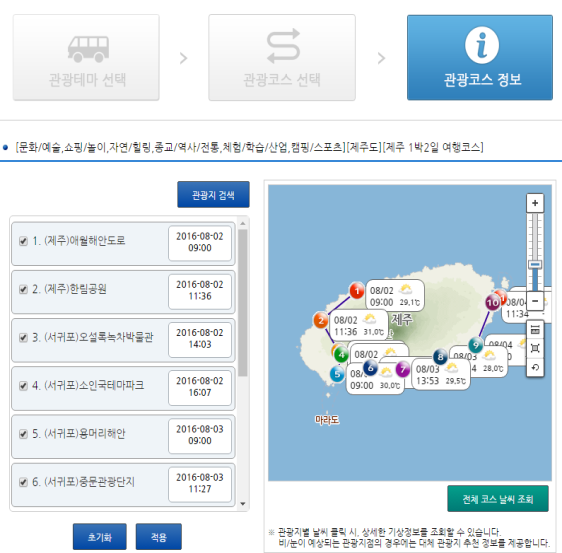 관광테마 선택
관광코스 선택
관광코스 정보
[문화/예술,쇼핑/놀이,자연/힐링,종교/역사/전통,체험/학습/산업,캠핑/스포츠][제주도][제주 1박2일 여행코스]
관광지 검색
1. (제주)애월해안도로
2016-08-02
09:00
2. (제주)한림공원
2016-08-02
11:36
3. (서귀포)오설록녹차박물관
2016-08-02
14:03
4. (서귀포)소인국테마파크
2016-08-02
16:07
5. (서귀포)용머리해안
2016-08-03
09:00
6. (서귀포)중문관광단지
2016-08-03
11:27
초기화
적용
1
08/02
09:00 29,1℃
2
08/02
11:36 31,0℃
제주
10
08/04
11:34
4
08/02
9
08/04
5
08/
09:00 30,0℃
6
7
08/03
13:53 29,5℃
8
08/03
28,0℃
마라도
전체 코스 날씨 조회
※ 관광지별 날씨 클릭 시, 상세한 기상정보를 조회할 수 있습니다.
비/눈이 예상되는 관광지점의 경우에는 대체 관광지 추천 정보를 제공합니다.